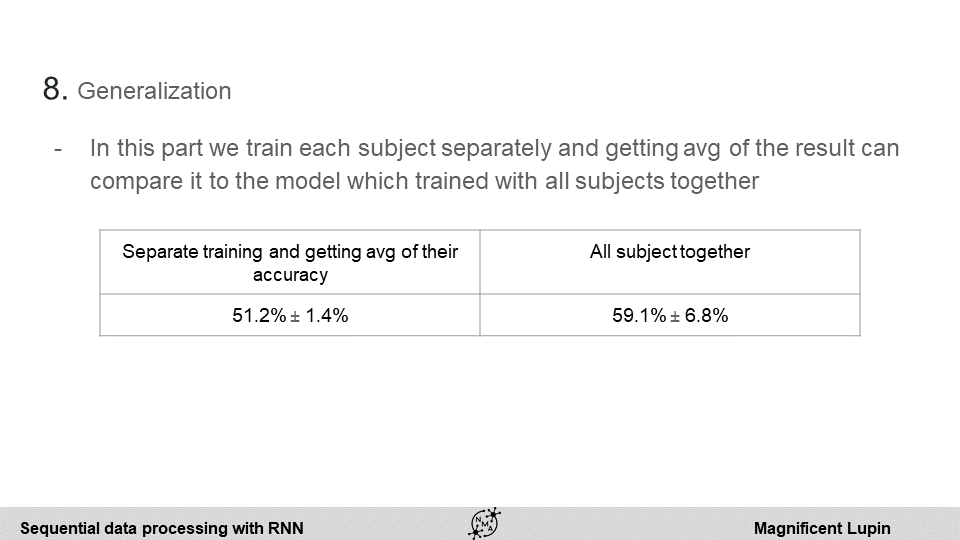 8. Generalization
- In this part we train each subject separately and getting avg of the result can
compare it to the model which trained with all subjects together
Separate training and getting avg of their
accuracy
All subject together
51.2% ± 1.4%
59.1% ± 6.8%
Sequential data processing with RNN
N
M
A
Magnificent Lupin